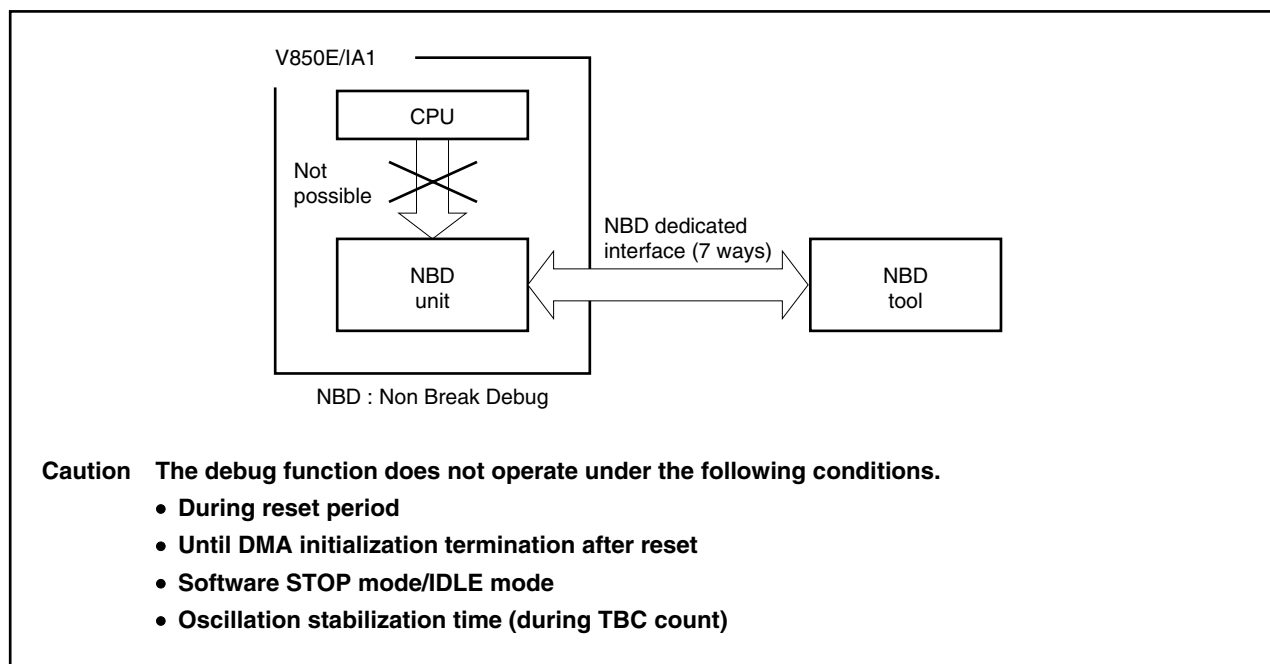 V850E/IA1
CPU
Not
possible
NBD dedicated
interface (7 ways)
NBD
unit
NBD
tool
NBD : Non Break Debug
Caution The debug function does not operate under the following conditions.
• During reset period
• Until DMA initialization termination after reset
• Software STOP mode/IDLE mode
• Oscillation stabilization time (during TBC count)